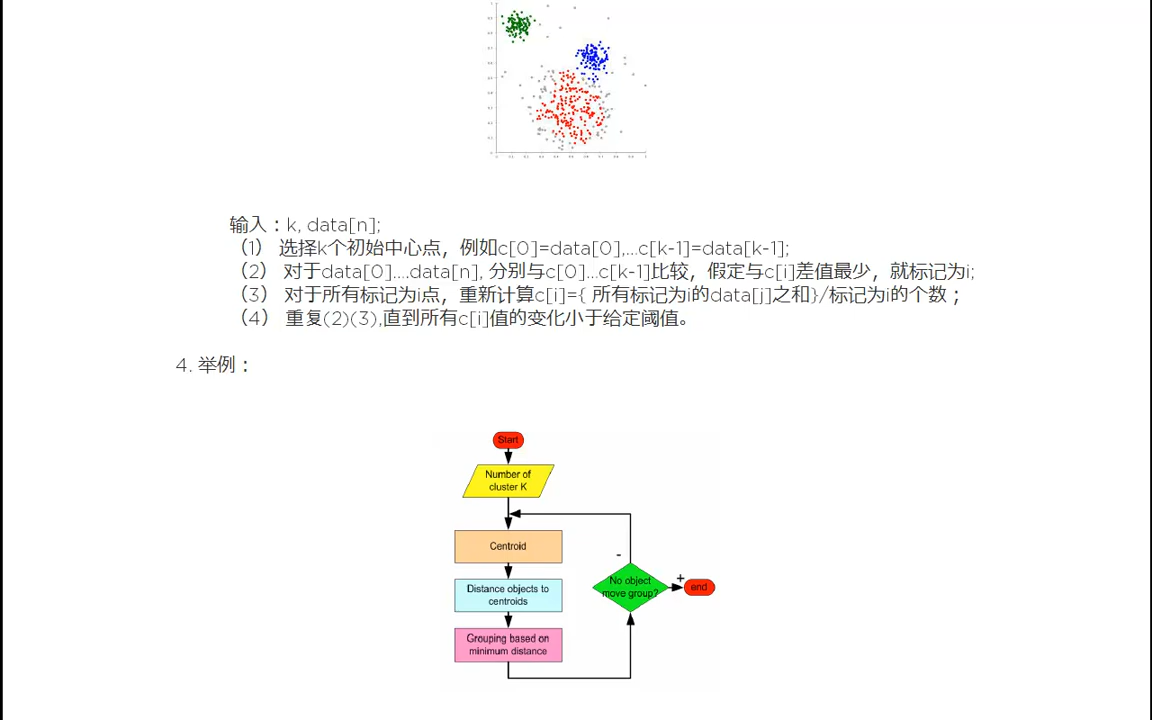 输入：k, data[n];
（1） 选择k个初始中心点，例如c[0]=data[0],...c[k-1]=data[k-1];
（2） 对于data[0]....data[n], 分别与c[0]...c[k-1]比较，假定与c[i]差值最少，就标记为i;
（3） 对于所有标记为i点，重新计算c[i]={ 所有标记为i的data[j]之和}/标记为i的个数；
（4） 重复(2)(3),直到所有c[i]值的变化小于给定阈值。
4. 举例：
Start
Number of
cluster K
Centroid
Distance objects to
centroids
Grouping based on
minimum distance
-
No object
move group?
+
end